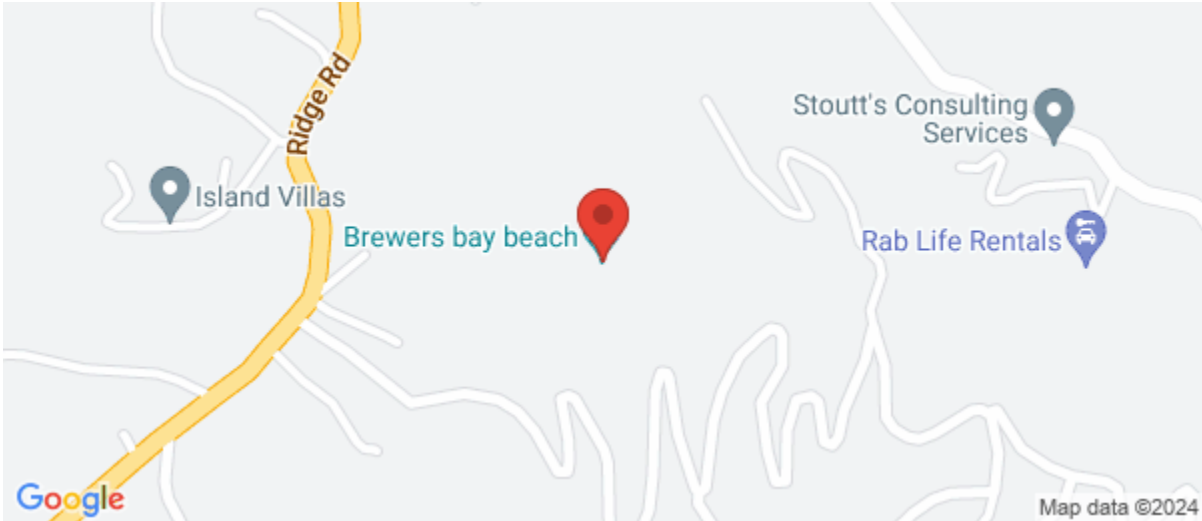 Ridge Rd
Stoutt's Consulting
Services
Island Villas
Brewers bay beach
Rab Life Rentals
Google
Map data ©2024